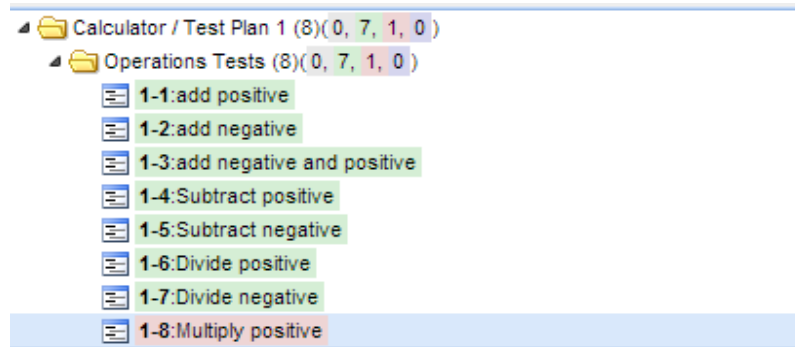 Calculator / Test Plan 1 (8)( 0, 7, 1, 0 )
Operations Tests (8)( 0, 7, 1, 0 )
1-1:add positive
1-2:add negative
1-3:add negative and positive
1-4:Subtract positive
1-5:Subtract negative
1-6:Divide positive
1-7:Divide negative
1-8:Multiply positive